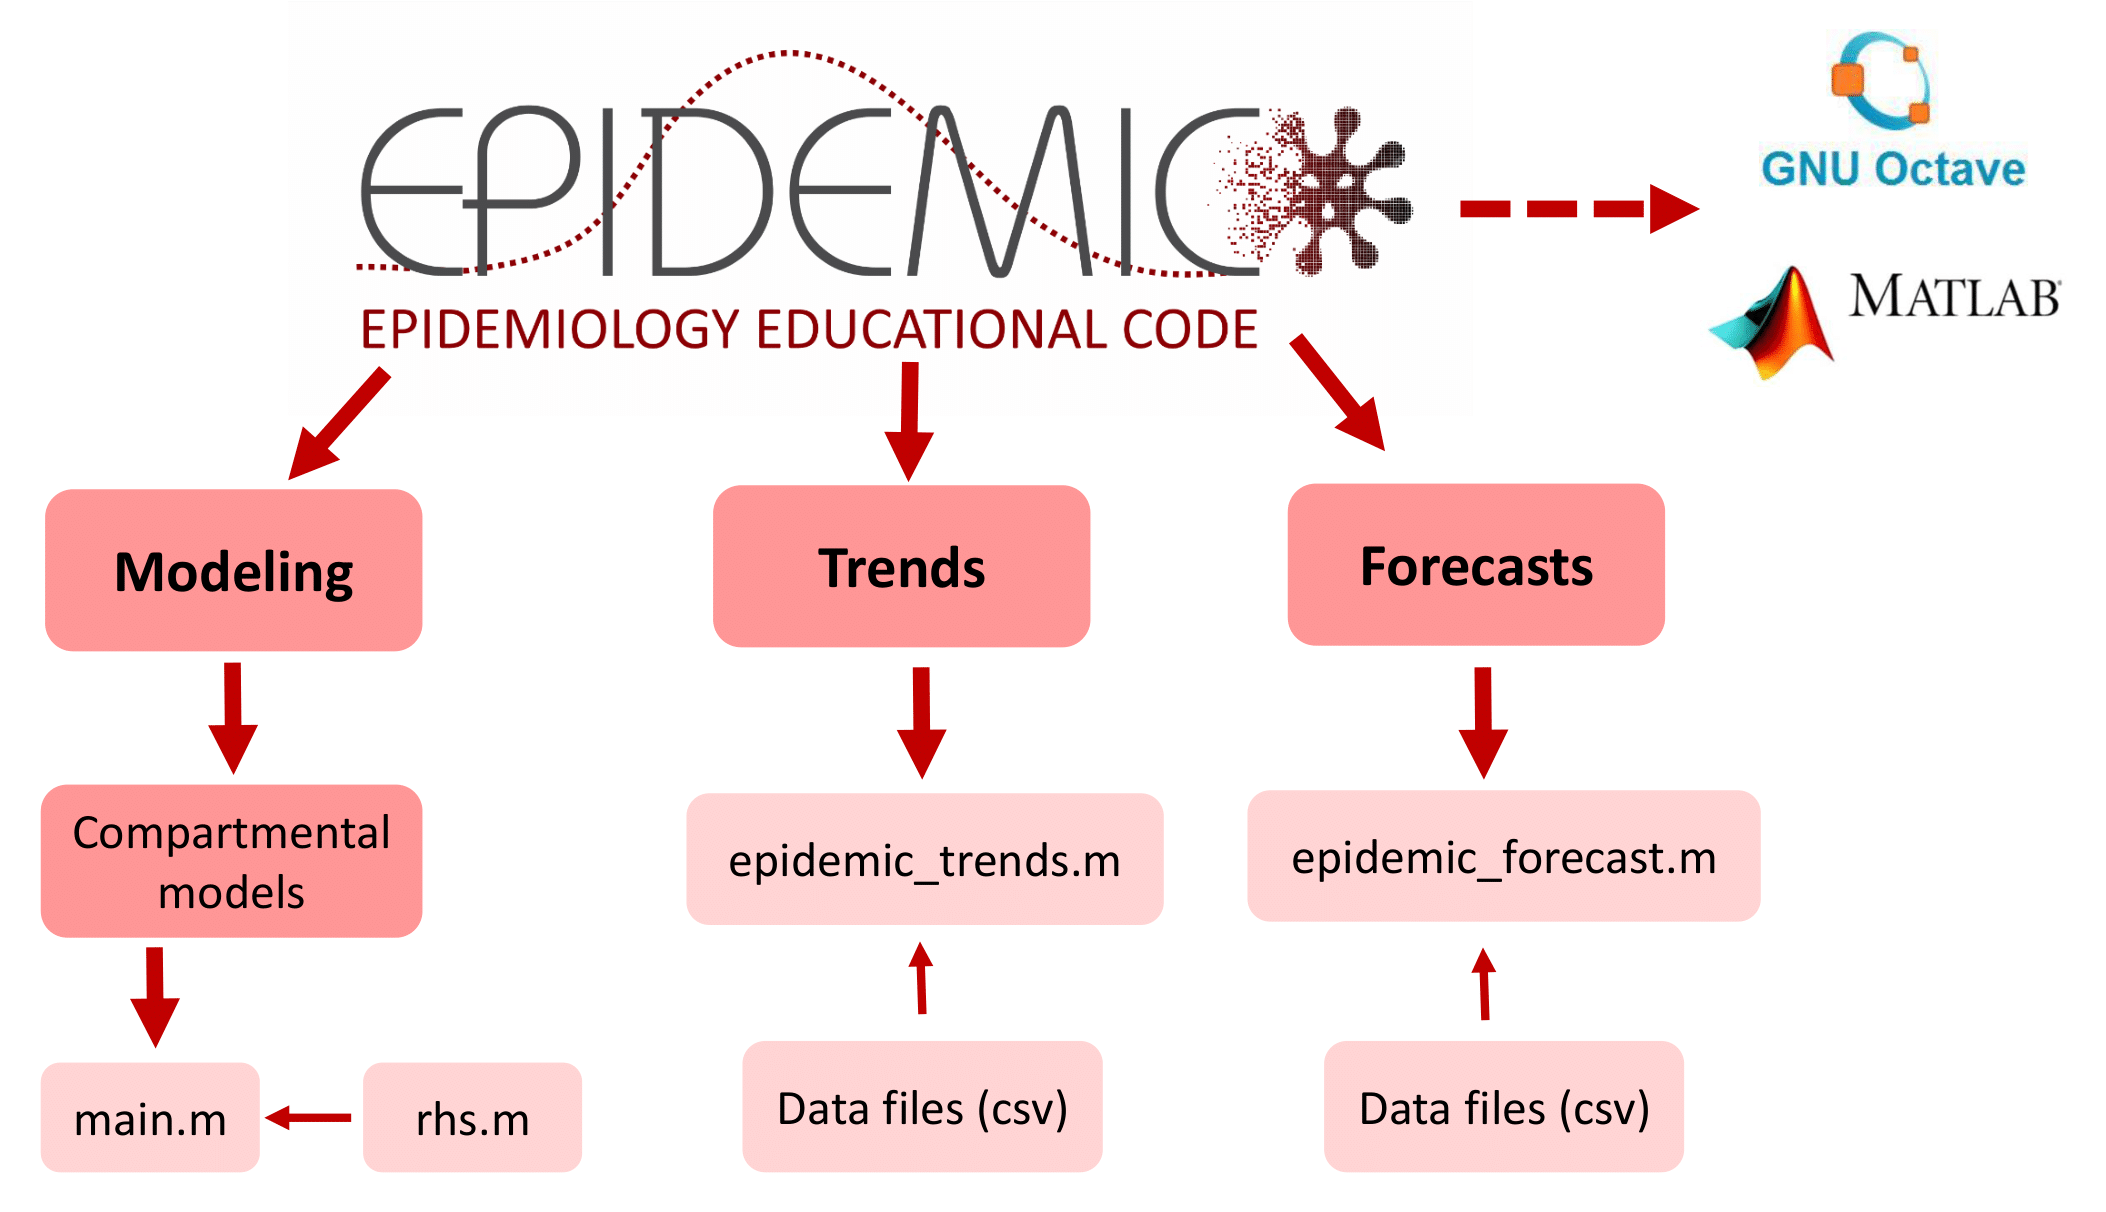 EPIDEMIC
EPIDEMIOLOGY EDUCATIONAL CODE
GNU Octave
MATLAB
Modeling
Trends
Forecasts
Compartmental
models
epidemic_trends.m
epidemic_forecast.m
main.m
rhs.m
Data files (csv)
Data files (csv)